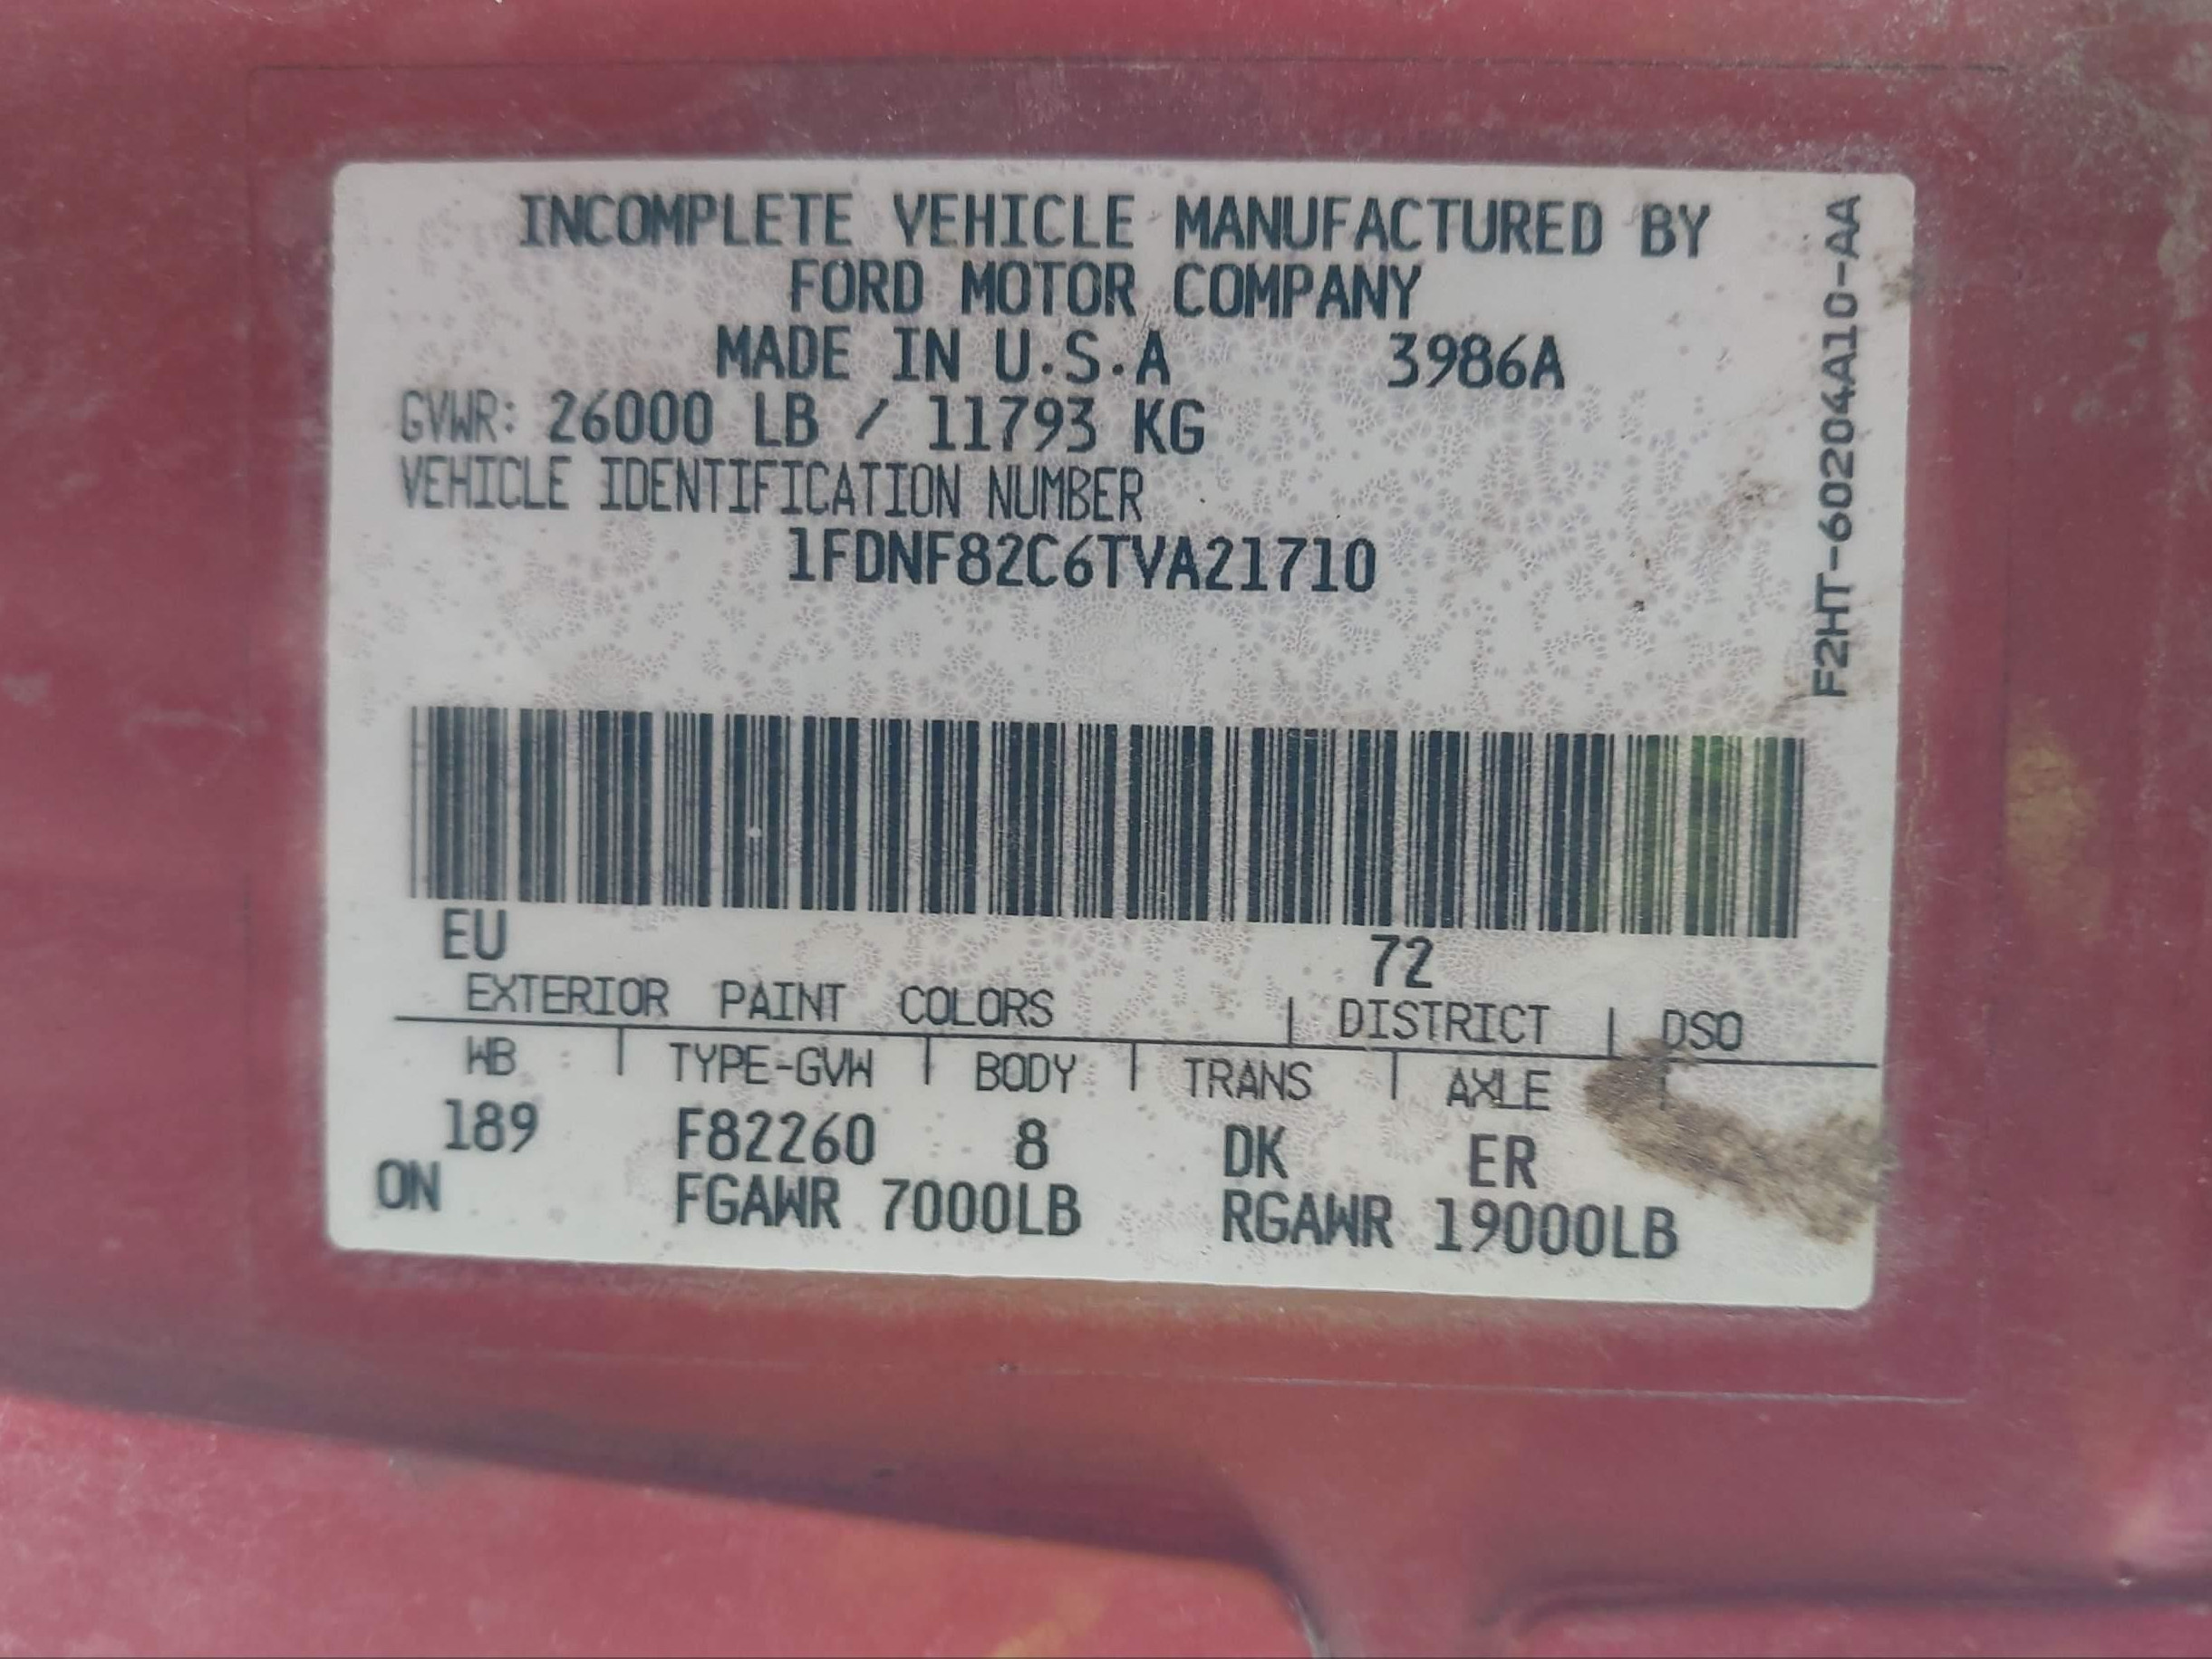 INCOMPLETE VEHICLE MANUFACTURED BY
FORD MOTOR COMPANY
MADE IN U.S.A 3986A
GVWR: 26000 LB / 11793 KG
VEHICLE IDENTIFICATION NUMBER
1FDNF82C6TVA21710
F2HT-60204A10-AA
EU 72
EXTERIOR PAINT COLORS | DISTRICT | DSO
WB | TYPE-GVW | BODY | TRANS | AXLE |
189 F82260 8 DK ER
ON FGAWR 7000LB RGAWR 19000LB